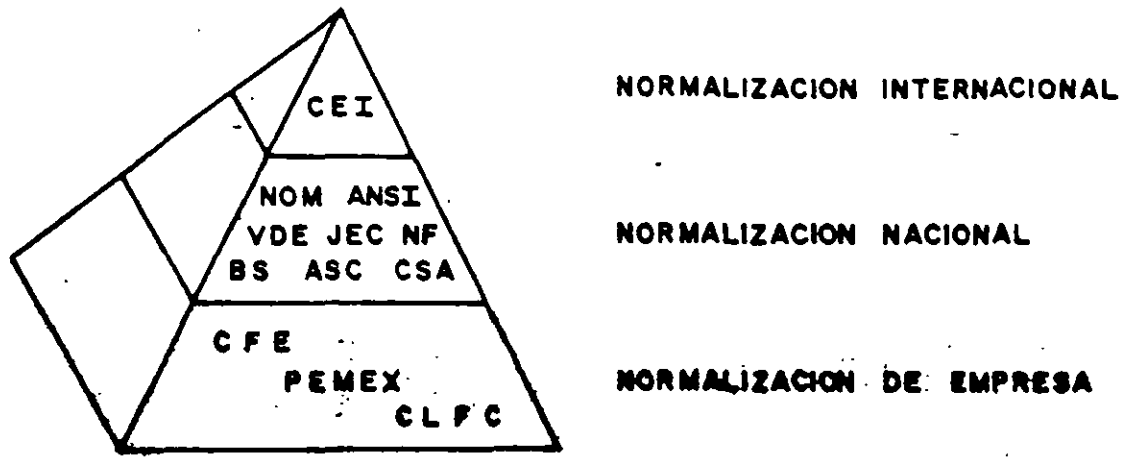 CEI
NORMALIZACION INTERNACIONAL
NOM ANSI
VDE JEC NF
BS ASC CSA
NORMALIZACION NACIONAL
CFE
PEMEX
CLFC
NORMALIZACION DE EMPRESA